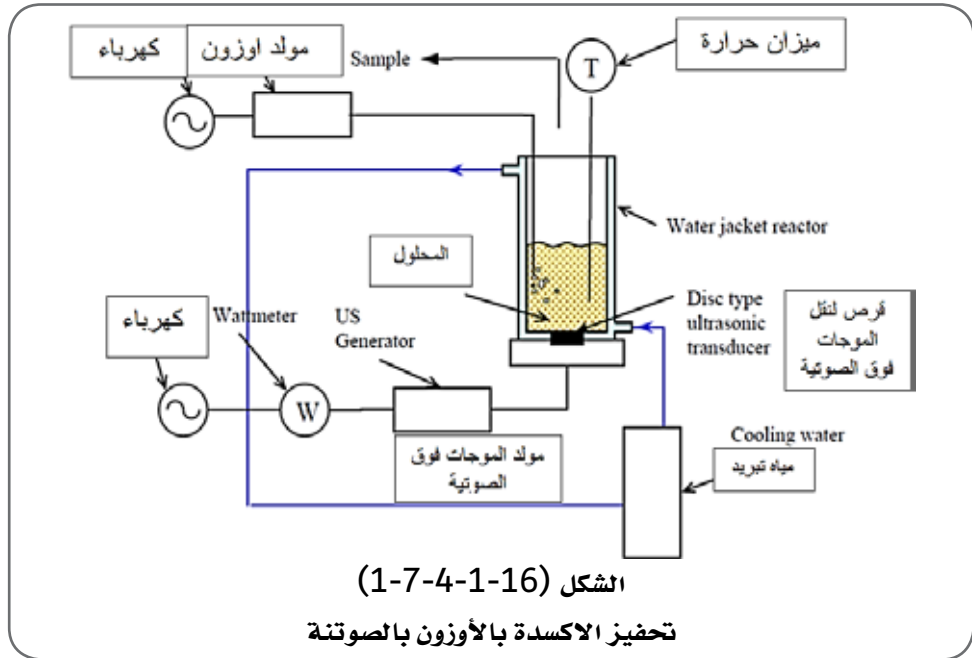 كهرباء
مولد اوزون
Sample
T
ميزان حرارة
Water jacket reactor
المحلول
Disc type
ultrasonic
transducer
قرص لنقل
الموجات
فوق الصوتية
كهرباء
Wattmeter
US
Generator
W
مولد الموجات فوق
الصوتية
Cooling water
مياه تبريد
الشكل (16-1-4-7-1)
تحفيز الاكسدة بالأوزون بالصوتنة